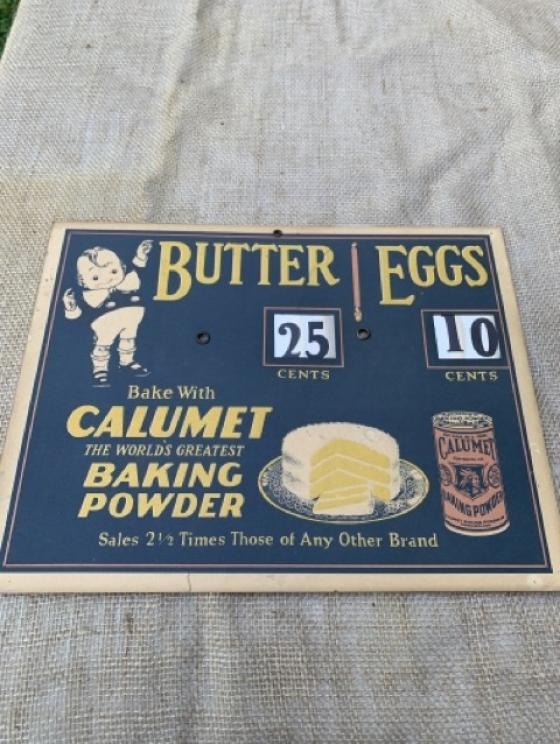 BUTTER EGGS
25 10
CENTS CENTS
Bake With
CALUMET
THE WORLD'S GREATEST
BAKING
POWDER
CALUMET
BAKING POWDER
Sales 2½ Times Those of Any Other Brand